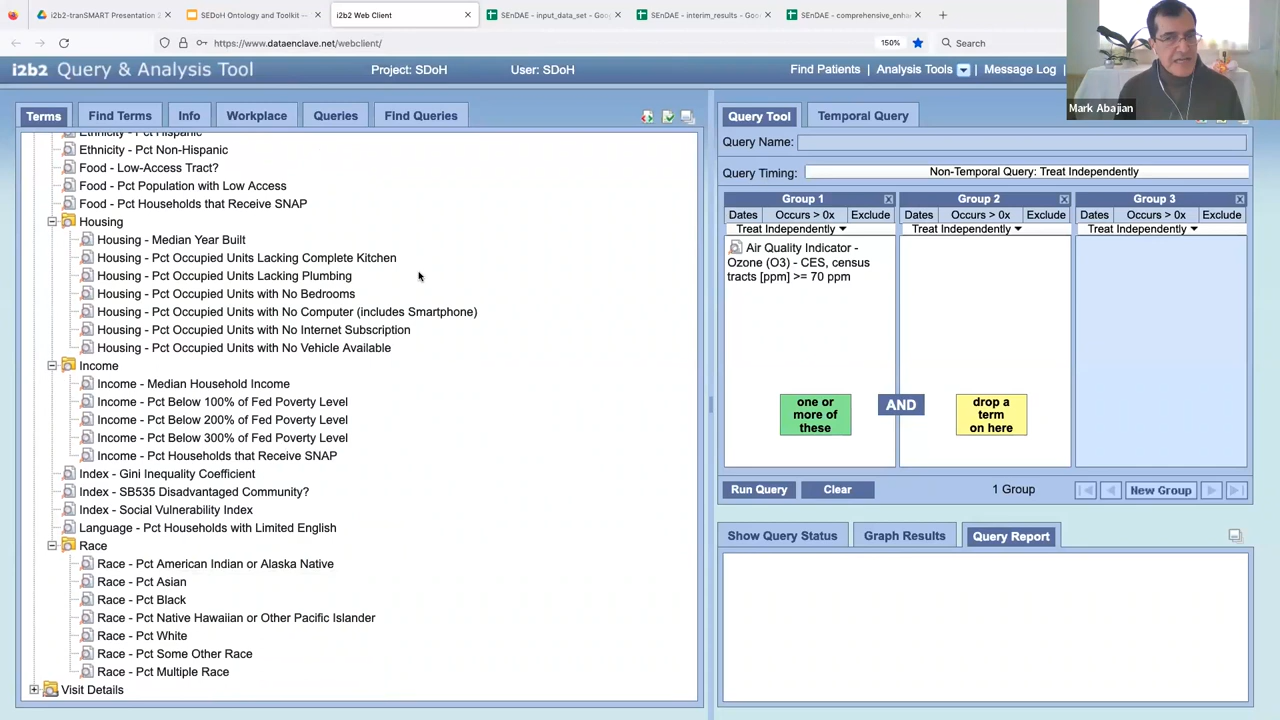 i2b2-tranSMART Presentation 2
SEDoH Ontology and Toolkit
i2b2 Web Client
SEnDAE - input_data_set - Goo
SEnDAE - interim_results - Goo
SEnDAE - comprehensive_enha
https://www.dataenclave.net/webclient/
150%
Search
i2b2 Query & Analysis Tool
Project: SDoH
User: SDoH
Find Patients
Analysis Tools
Message Log
Mark Abajian
Terms
Find Terms
Info
Workplace
Queries
Find Queries
Ethnicity - Pct Hispanic
Ethnicity - Pct Non-Hispanic
Food - Low-Access Tract?
Food - Pct Population with Low Access
Food - Pct Households that Receive SNAP
Housing
Housing - Median Year Built
Housing - Pct Occupied Units Lacking Complete Kitchen
Housing - Pct Occupied Units Lacking Plumbing
Housing - Pct Occupied Units with No Bedrooms
Housing - Pct Occupied Units with No Computer (includes Smartphone)
Housing - Pct Occupied Units with No Internet Subscription
Housing - Pct Occupied Units with No Vehicle Available
Income
Income - Median Household Income
Income - Pct Below 100% of Fed Poverty Level
Income - Pct Below 200% of Fed Poverty Level
Income - Pct Below 300% of Fed Poverty Level
Income - Pct Households that Receive SNAP
Index - Gini Inequality Coefficient
Index - SB535 Disadvantaged Community?
Index - Social Vulnerability Index
Language - Pct Households with Limited English
Race
Race - Pct American Indian or Alaska Native
Race - Pct Asian
Race - Pct Black
Race - Pct Native Hawaiian or Other Pacific Islander
Race - Pct White
Race - Pct Some Other Race
Race - Pct Multiple Race
Visit Details
Query Tool
Temporal Query
Query Name:
Query Timing:
Non-Temporal Query: Treat Independently
Group 1
Group 2
Group 3
Dates Occurs > 0x Exclude
Dates Occurs > 0x Exclude
Dates Occurs > 0x Exclude
Treat Independently
Treat Independently
Treat Independently
Air Quality Indicator -
Ozone (O3) - CES, census
tracts [ppm] >= 70 ppm
one or
more of
these
AND
drop a
term
on here
Run Query
Clear
1 Group
New Group
Show Query Status
Graph Results
Query Report